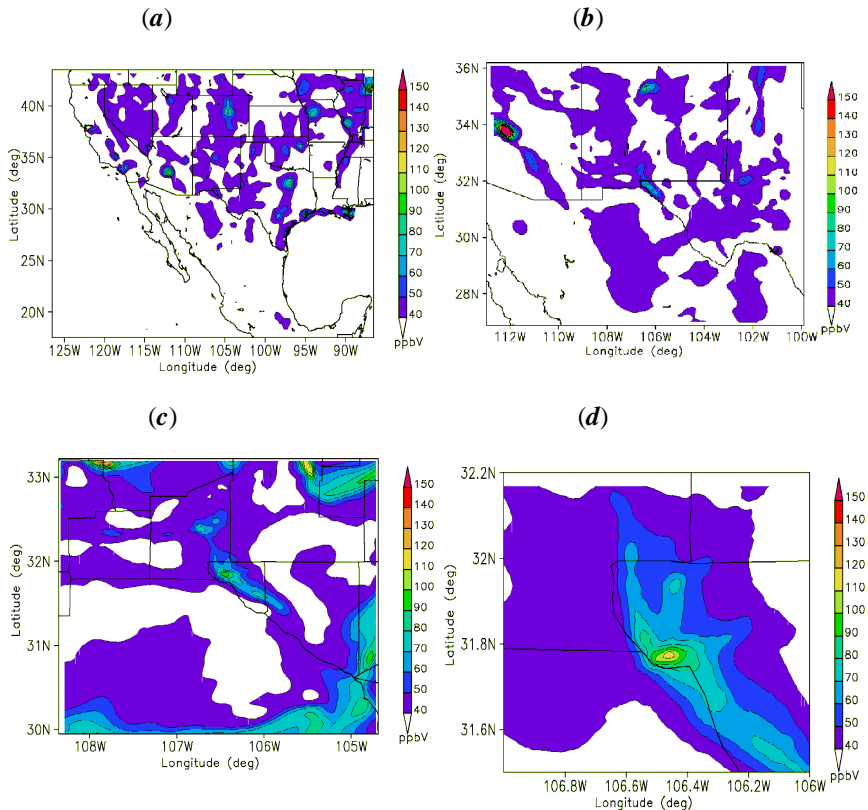 (a)
(b)
40N
35N
30N
25N
20N
125W 120W 115W 110W 105W 100W 95W 90W
Longitude (deg)
Latitude (deg)
150
140
130
120
110
100
90
80
70
60
50
40
ppbV
36N
34N
32N
30N
28N
112W 110W 108W 106W 104W 102W 100W
Longitude (deg)
Latitude (deg)
150
140
130
120
110
100
90
80
70
60
50
40
ppbV
(c)
(d)
33N
32N
31N
30N
108W 107W 106W 105W
Longitude (deg)
Latitude (deg)
150
140
130
120
110
100
90
80
70
60
50
40
ppbV
32.2N
32N
31.8N
31.6N
106.8W 106.6W 106.4W 106.2W 106W
Longitude (deg)
Latitude (deg)
150
140
130
120
110
100
90
80
70
60
50
40
ppbV